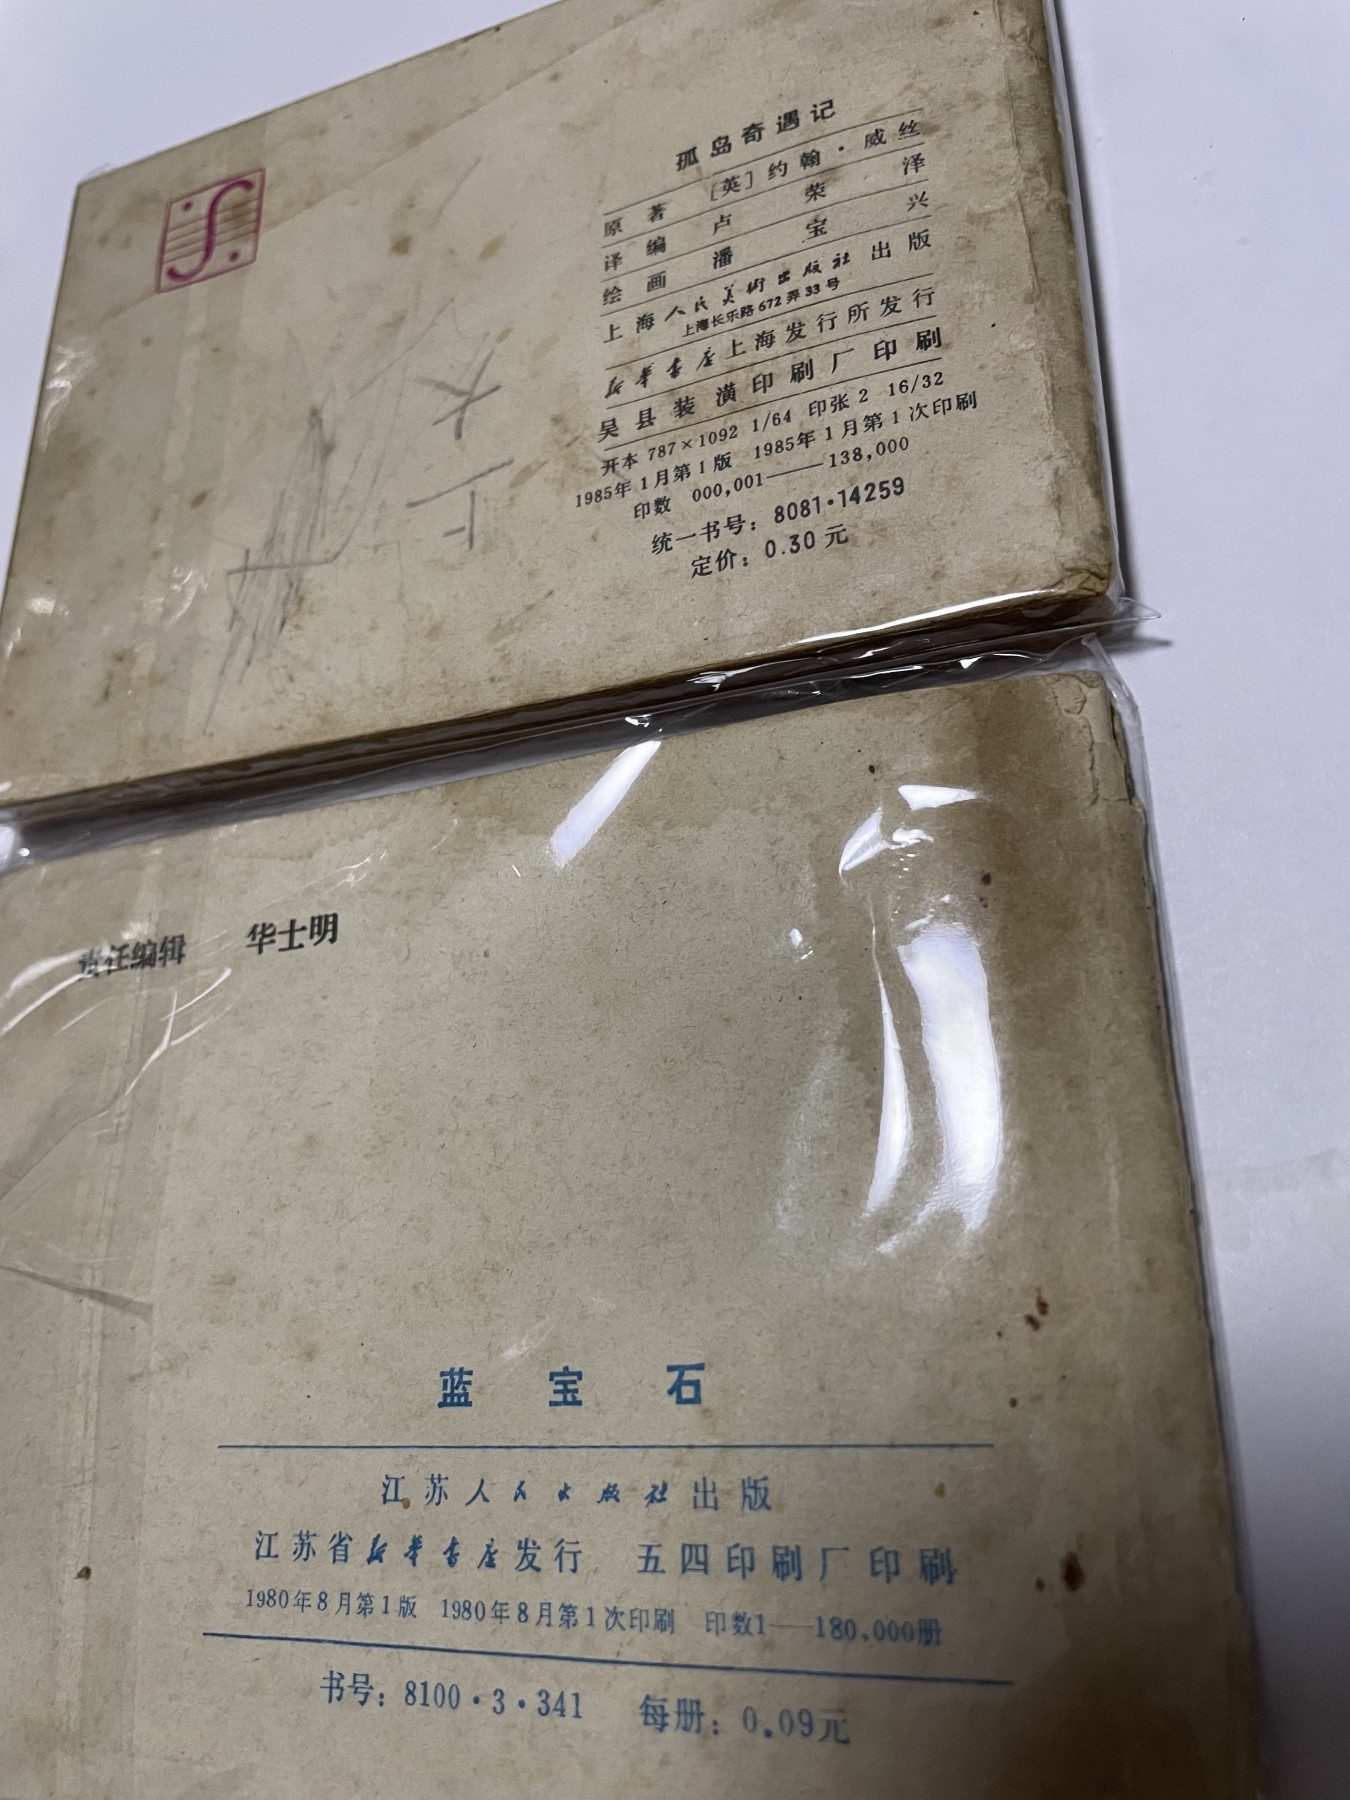 孤岛奇遇记
原著 [英]约翰·威丝
译编 卢荣泽
绘画 潘宝兴
上海人民美術出版社出版
上海长乐路672弄33号
新华书店上海发行所发行
吴县装潢印刷厂印刷
开本 787×1092 1/64 印张 2 16/32
1985年1月第1版 1985年1月第1次印刷
印数 000,001——138,000
统一书号：8081·14259
定价：0.30元
责任编辑 华士明
蓝宝石
江苏人民出版社出版
江苏省新华书店发行 五四印刷厂印刷
1980年8月第1版 1980年8月第1次印刷 印数1—180,000册
书号：8100·3·341 每册：0.09元